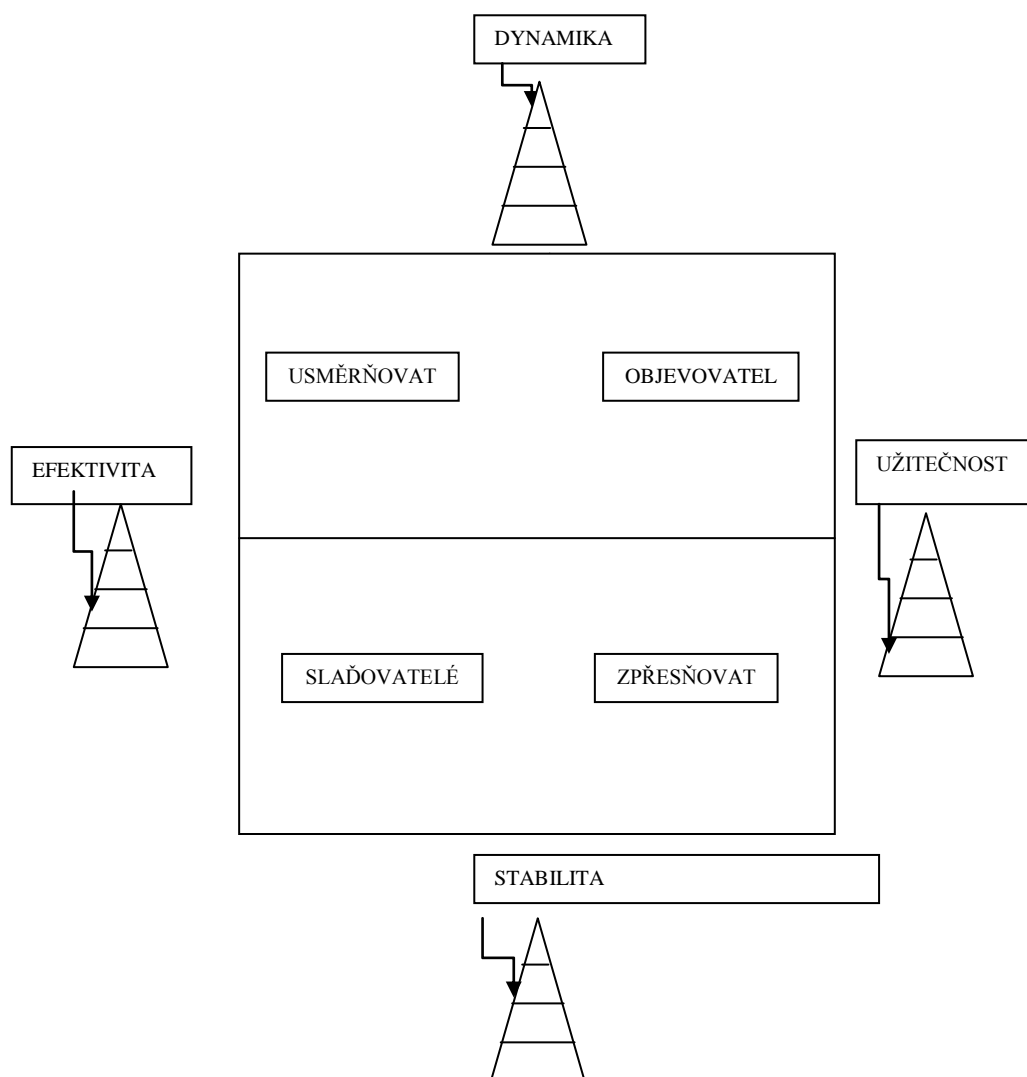 DYNAMIKA
USMĚRŇOVAT
OBJEVOVATEL
EFEKTIVITA
UŽITEČNOST
SLAĎOVATELÉ
ZPŘESŇOVAT
STABILITA